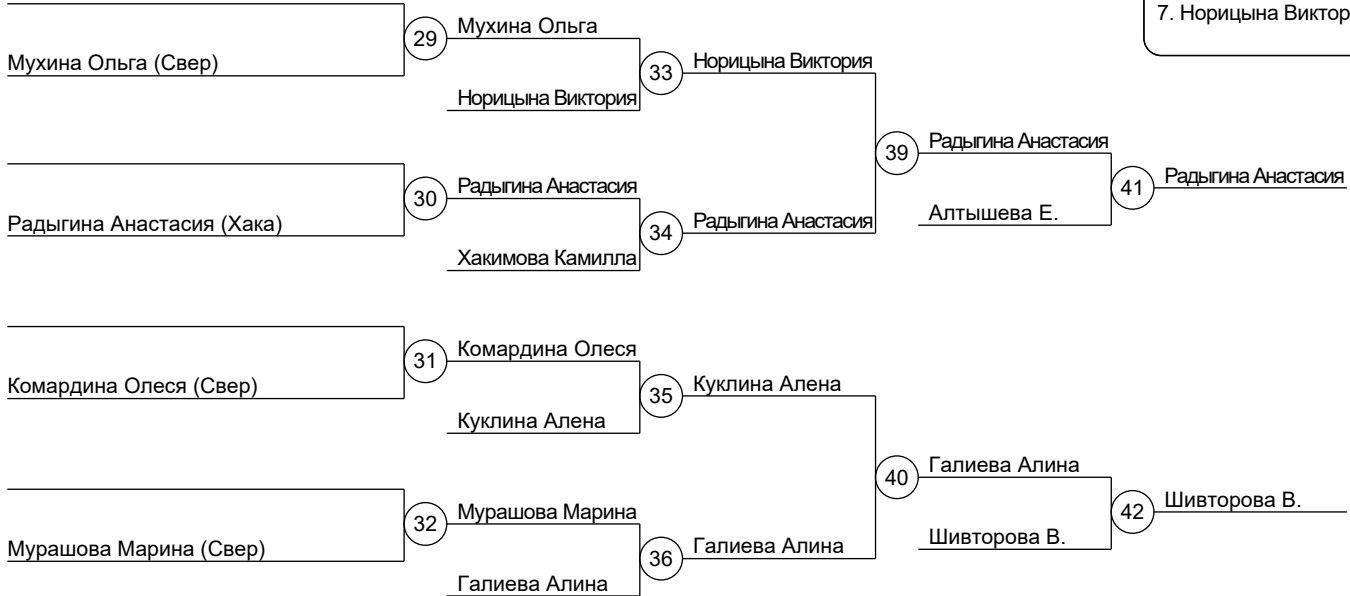 7. Норицына Виктор
29 Мухина Ольга
Мухина Ольга (Свер)
33 Норицына Виктория
Норицына Виктория
39 Радыгина Анастасия
41 Радыгина Анастасия
30 Радыгина Анастасия
Радыгина Анастасия (Хака)
Алтышева Е.
34 Радыгина Анастасия
Хакимова Камилла
31 Комардина Олеся
Комардина Олеся (Свер)
35 Куклина Алена
Куклина Алена
40 Галиева Алина
42 Шивторова В.
32 Мурашова Марина
Мурашова Марина (Свер)
Шивторова В.
36 Галиева Алина
Галиева Алина